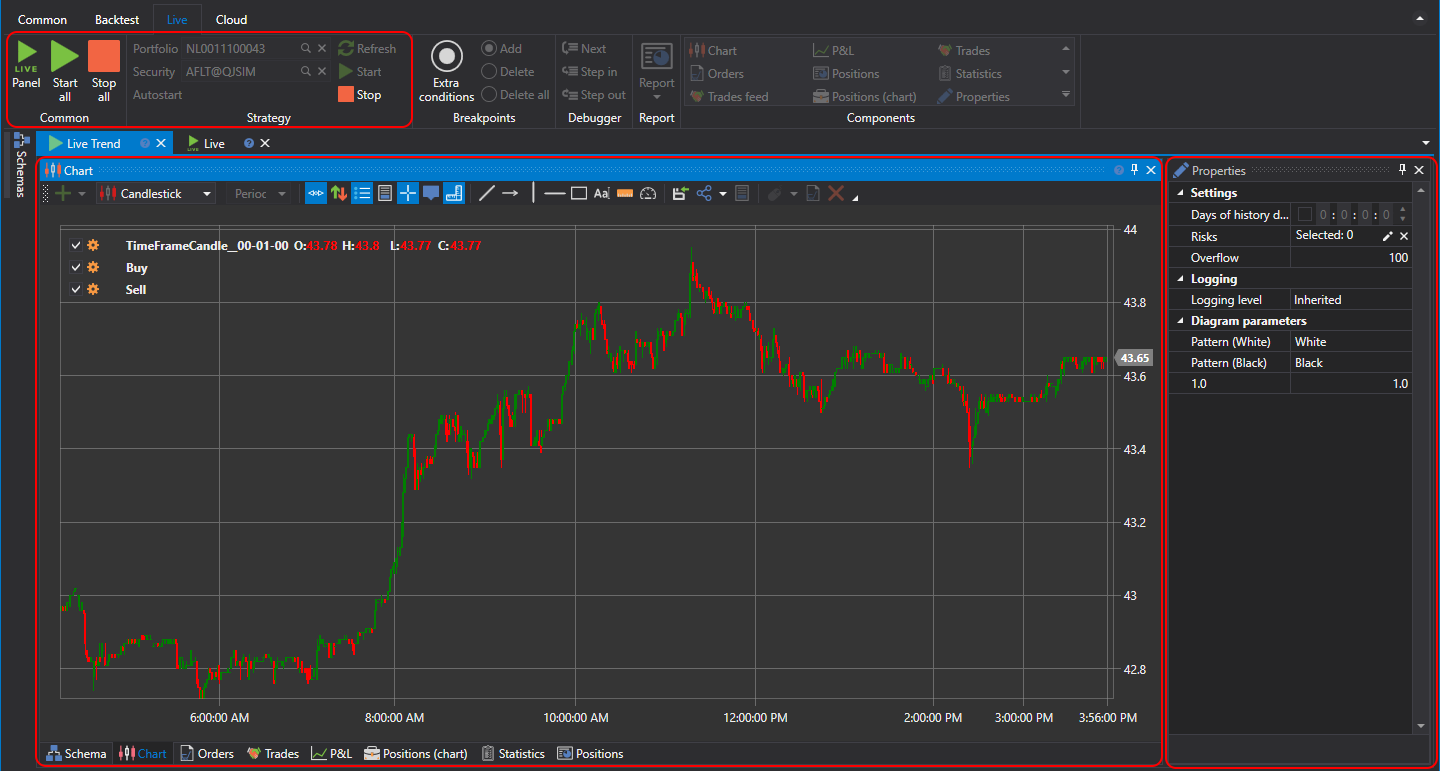 Common Backtest Live Cloud
LIVE
Panel
Start
all
Stop
all
Common
Portfolio NL0011100043
Security AFLT@QJSIM
Autostart
Refresh
Start
Stop
Strategy
Extra
conditions
Add
Delete
Delete all
Breakpoints
Next
Step in
Step out
Debugger
Report
Report
Chart P&L Trades
Orders Positions Statistics
Trades feed Positions (chart) Properties
Components
Schemas
Live Trend
LIVE Live
Chart
Candlestick Perioc Aa
TimeFrameCandle_00-01-00 O:43.78 H:43.8 L:43.77 C:43.77
Buy
Sell
44
43.8
43.65
43.6
43.4
43.2
43
42.8
6:00:00 AM 8:00:00 AM 10:00:00 AM 12:00:00 PM 2:00:00 PM 3:00:00 PM 3:56:00 PM
Schema Chart Orders Trades P&L Positions (chart) Statistics Positions
Properties
Settings
Days of history d... 0 : 0 : 0 : 0
Risks Selected: 0
Overflow 100
Logging
Logging level Inherited
Diagram parameters
Pattern (White) White
Pattern (Black) Black
1.0 1.0